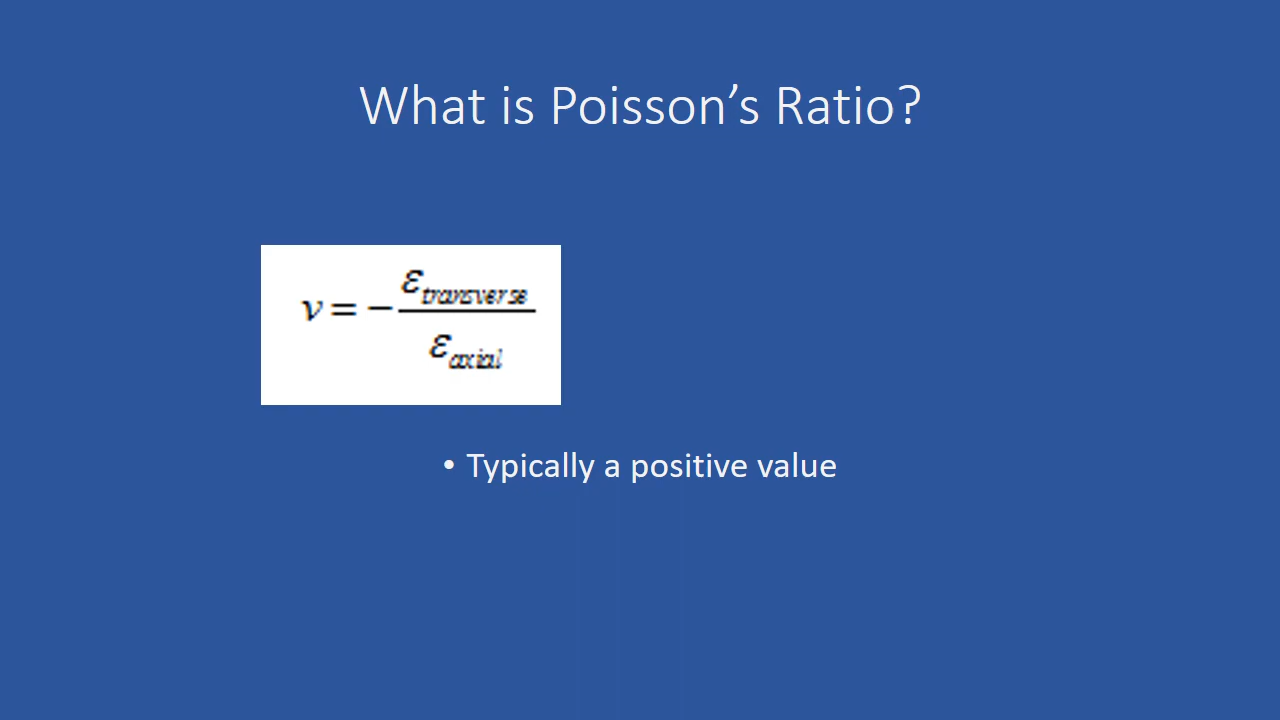 What is Poisson’s Ratio?
ν = − ε_transverse / ε_axial
• Typically a positive value